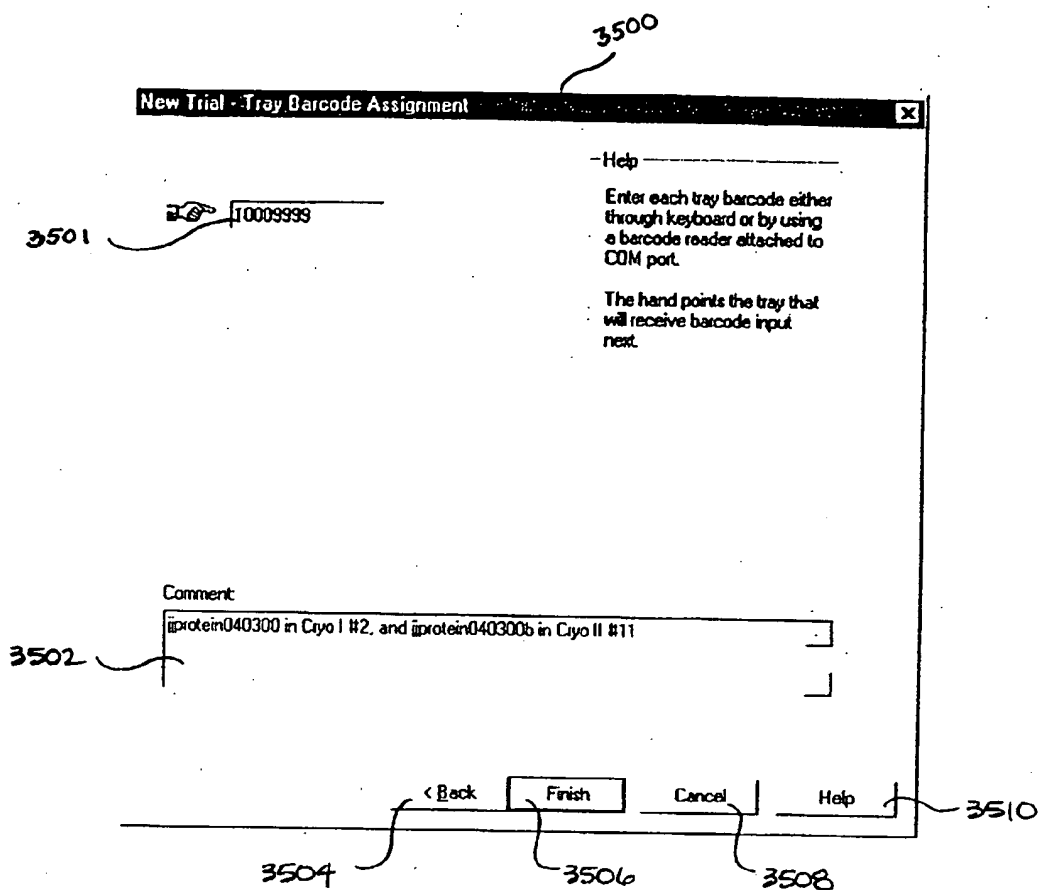 3500
New Trial - Tray Barcode Assignment
Help
Enter each tray barcode either
through keyboard or by using
a barcode reader attached to
COM port.
The hand points the tray that
will receive barcode input
next.
3501
T0009999
Comment:
jjprotein040300 in Cryo I #2, and jjprotein040300b in Cryo II #11
3502
< Back
Finish
Cancel
Help
3510
3504
3506
3508